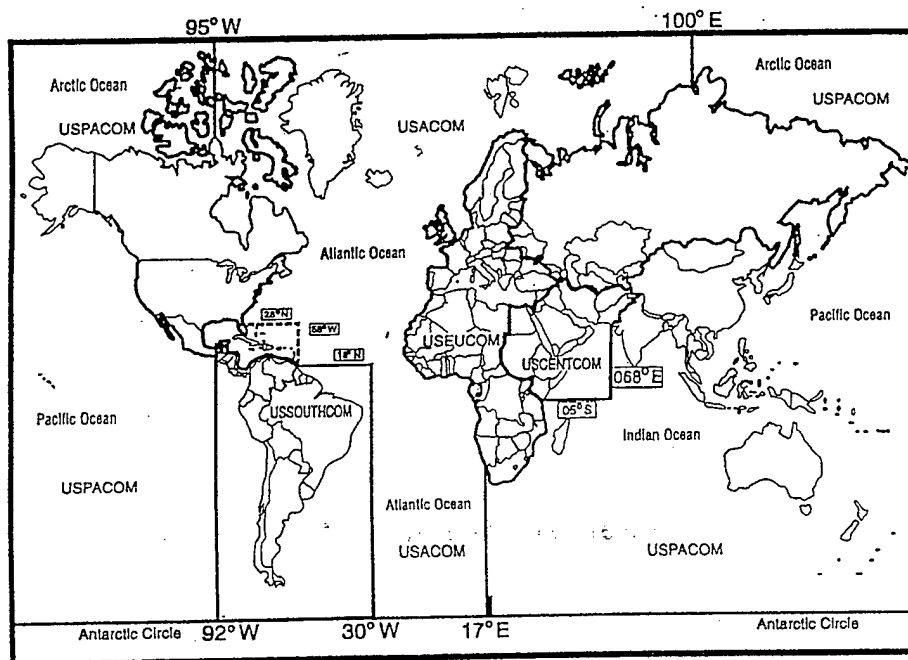 95° W
100° E
Arctic Ocean
Arctic Ocean
USPACOM
USPACOM
USACOM
Atlantic Ocean
28° N
58° W
Pacific Ocean
USEUCOM
USCENTCOM
068° E
05° S
USSOUTHCOM
Pacific Ocean
Indian Ocean
USPACOM
Atlantic Ocean
USACOM
USPACOM
Antarctic Circle
92° W
30° W
17° E
Antarctic Circle